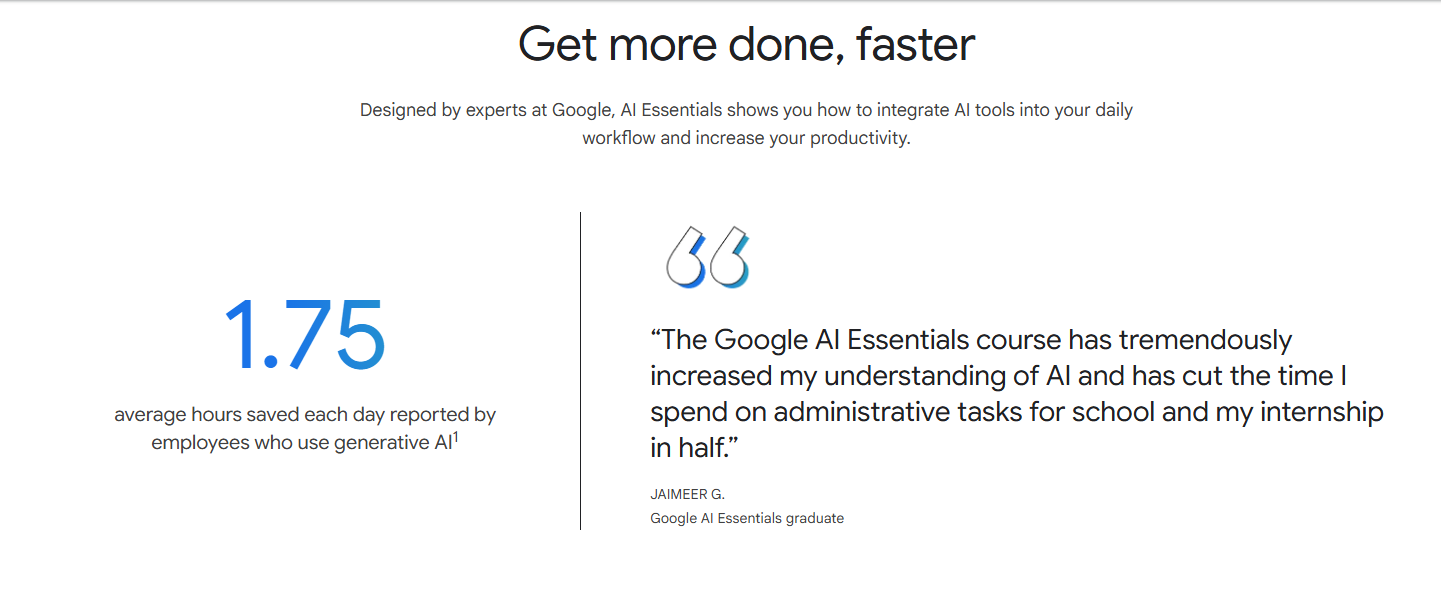 Get more done, faster
Designed by experts at Google, AI Essentials shows you how to integrate AI tools into your daily
workflow and increase your productivity.
1.75
average hours saved each day reported by
employees who use generative AI¹
“The Google AI Essentials course has tremendously
increased my understanding of AI and has cut the time I
spend on administrative tasks for school and my internship
in half.”
JAIMEER G.
Google AI Essentials graduate